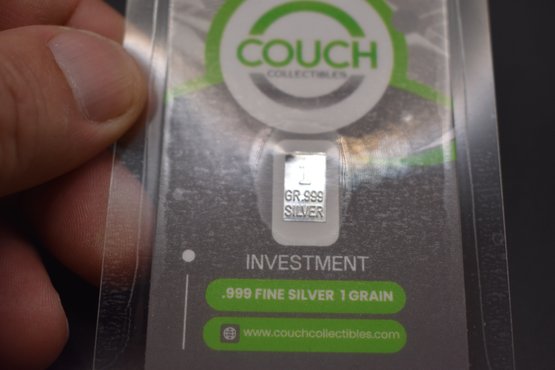 COUCH
COLLECTIBLES
1
GR.999
SILVER
INVESTMENT
.999 FINE SILVER 1 GRAIN
www.couchcollectibles.com